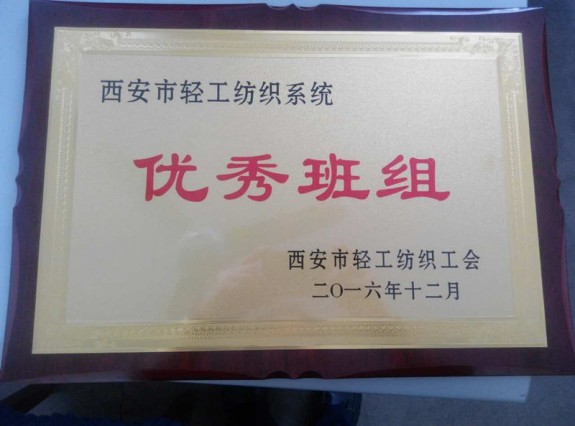 西安市轻工纺织系统
优秀班组
西安市轻工纺织工会
二〇一六年十二月